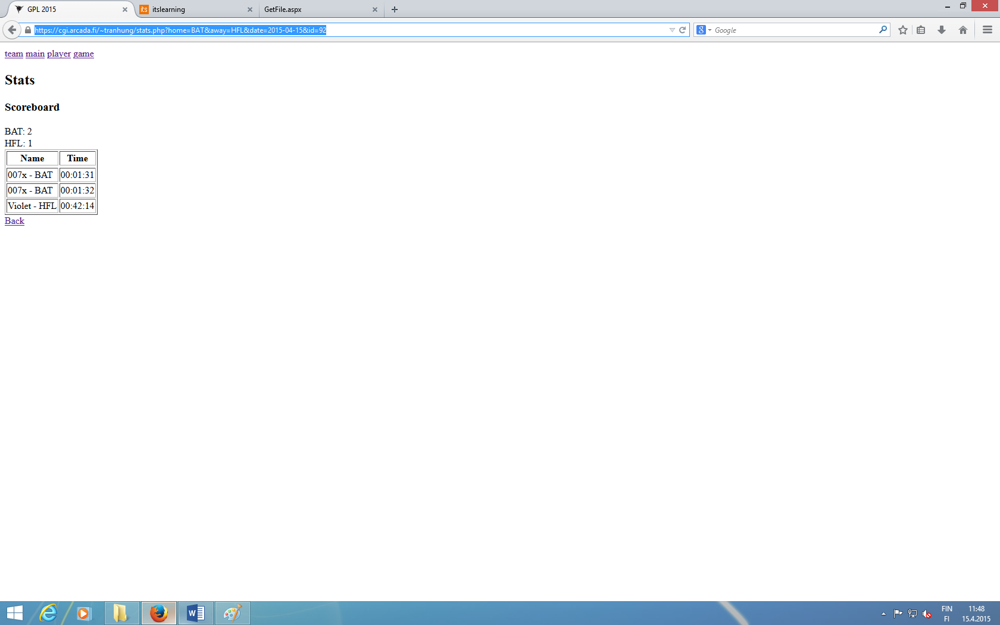 GPL 2015
its itslearning
GetFile.aspx
https://cgi.arcada.fi/~tranhung/stats.php?home=BAT&away=HFL&date=2015-04-15&id=92
8 Google
team main player game
Stats
Scoreboard
BAT: 2
HFL: 1
Name Time
007x - BAT 00:01:31
007x - BAT 00:01:32
Violet - HFL 00:42:14
Back
FIN 11:48
FI 15.4.2015